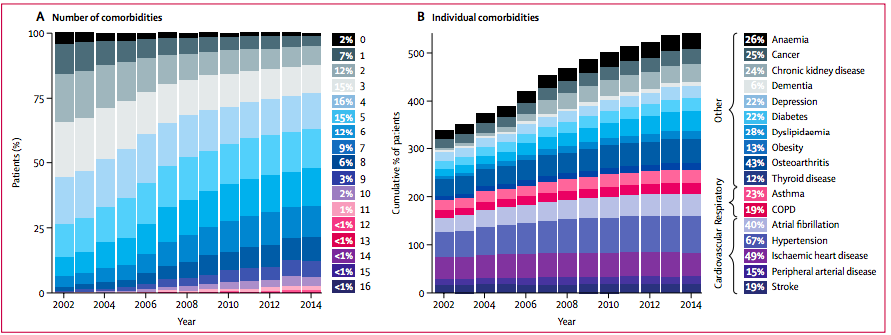 A Number of comorbidities
100
75
50
25
0
Patients (%)
2002 2004 2006 2008 2010 2012 2014
Year
2% 0
7% 1
12% 2
15% 3
16% 4
15% 5
12% 6
9% 7
6% 8
3% 9
2% 10
1% 11
<1% 12
<1% 13
<1% 14
<1% 15
<1% 16
B Individual comorbidities
500
400
300
200
100
0
Cumulative % of patients
2002 2004 2006 2008 2010 2012 2014
Year
Other
Respiratory
Cardiovascular
26% Anaemia
25% Cancer
24% Chronic kidney disease
6% Dementia
22% Depression
22% Diabetes
28% Dyslipidaemia
13% Obesity
43% Osteoarthritis
12% Thyroid disease
23% Asthma
19% COPD
40% Atrial fibrillation
67% Hypertension
49% Ischaemic heart disease
15% Peripheral arterial disease
19% Stroke